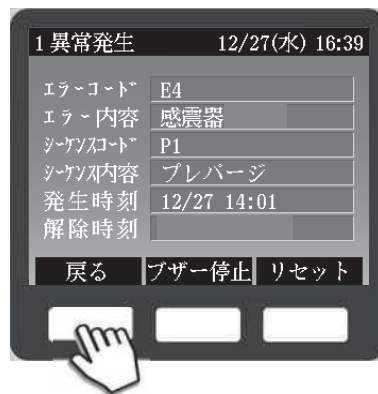 1 異常発生 12/27(水) 16:39
エラーコード E4
エラー内容 感震器
シーケンスコード P1
シーケンス内容 プレパージ
発生時刻 12/27 14:01
解除時刻
戻る ブザー停止 リセット